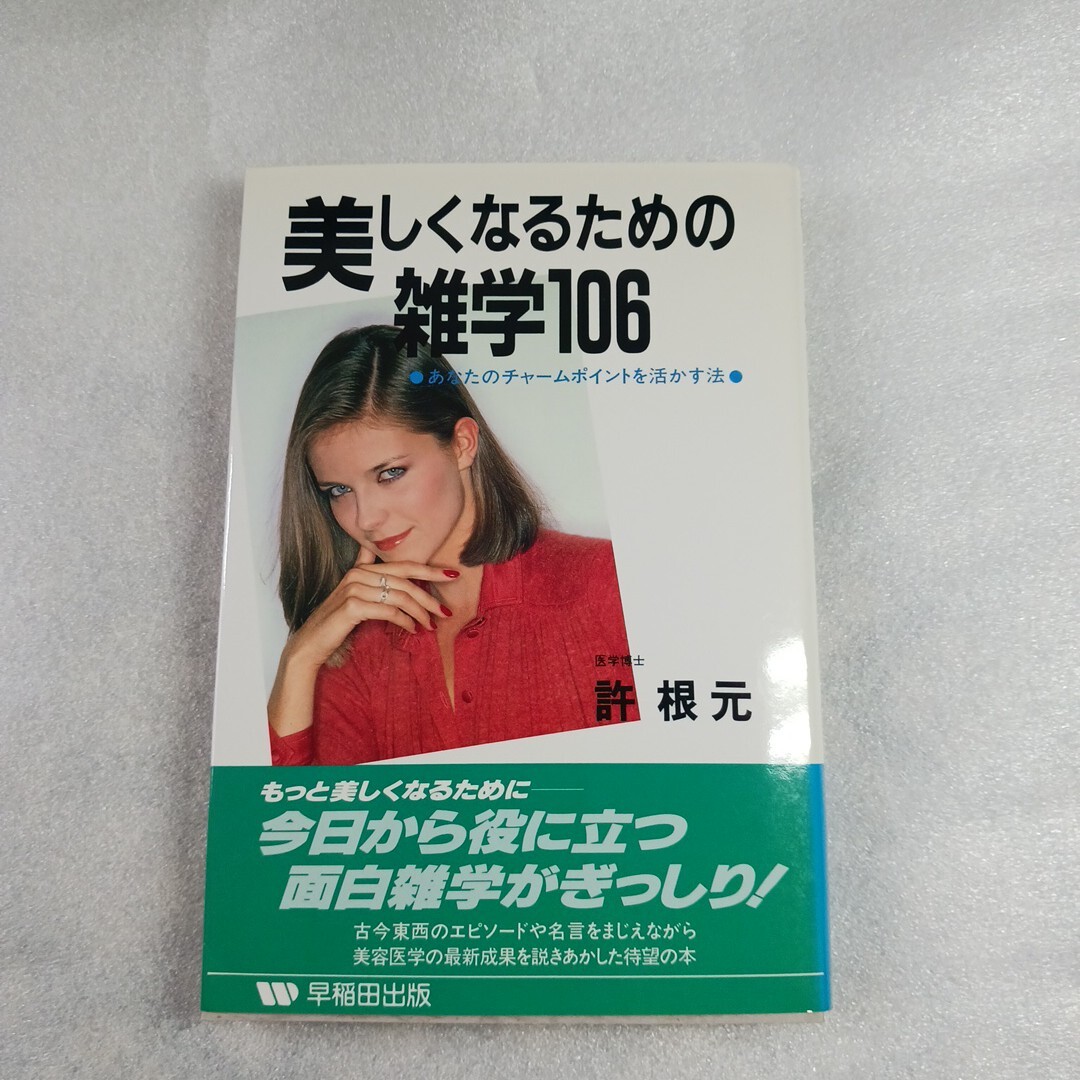 美しくなるための
雑学106
●あなたのチャームポイントを活かす法●
医学博士
許 根元
もっと美しくなるために――
今日から役に立つ
面白雑学がぎっしり!
古今東西のエピソードや名言をまじえながら
美容医学の最新成果を説きあかした待望の本
早稲田出版